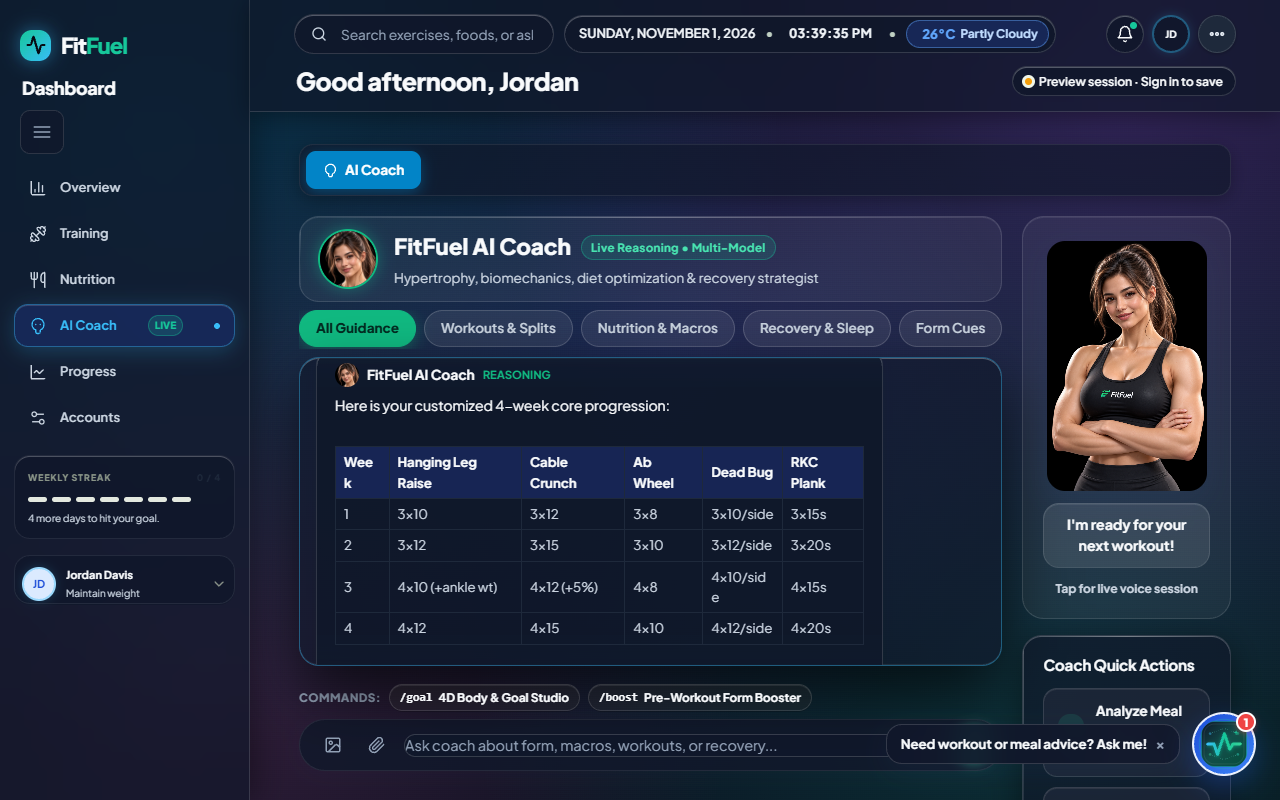 FitFuel
Dashboard
Overview
Training
Nutrition
AI Coach LIVE
Progress
Accounts
WEEKLY STREAK 0 / 4
4 more days to hit your goal.
JD
Jordan Davis
Maintain weight
Search exercises, foods, or asl
SUNDAY, NOVEMBER 1, 2026 • 03:39:35 PM • 26°C Partly Cloudy
JD
Good afternoon, Jordan
Preview session · Sign in to save
AI Coach
FitFuel AI Coach
Live Reasoning • Multi-Model
Hypertrophy, biomechanics, diet optimization & recovery strategist
All Guidance
Workouts & Splits
Nutrition & Macros
Recovery & Sleep
Form Cues
FitFuel AI Coach REASONING
Here is your customized 4-week core progression:
Week Hanging Leg Raise Cable Crunch Ab Wheel Dead Bug RKC Plank
1 3×10 3×12 3×8 3×10/side 3×15s
2 3×12 3×15 3×10 3×12/side 3×20s
3 4×10 (+ankle wt) 4×12 (+5%) 4×8 4×10/side 4×15s
4 4×12 4×15 4×10 4×12/side 4×20s
COMMANDS: /goal 4D Body & Goal Studio /boost Pre-Workout Form Booster
Ask coach about form, macros, workouts, or recovery...
FitFuel
I'm ready for your
next workout!
Tap for live voice session
Coach Quick Actions
Analyze Meal
Need workout or meal advice? Ask me! ×
1